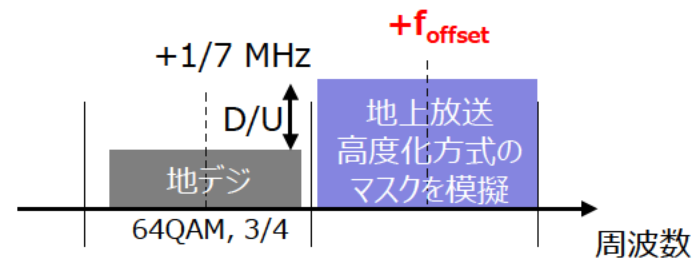 +f_offset
+1/7 MHz
D/U
地上放送
高度化方式の
マスクを模擬
地デジ
64QAM, 3/4
周波数